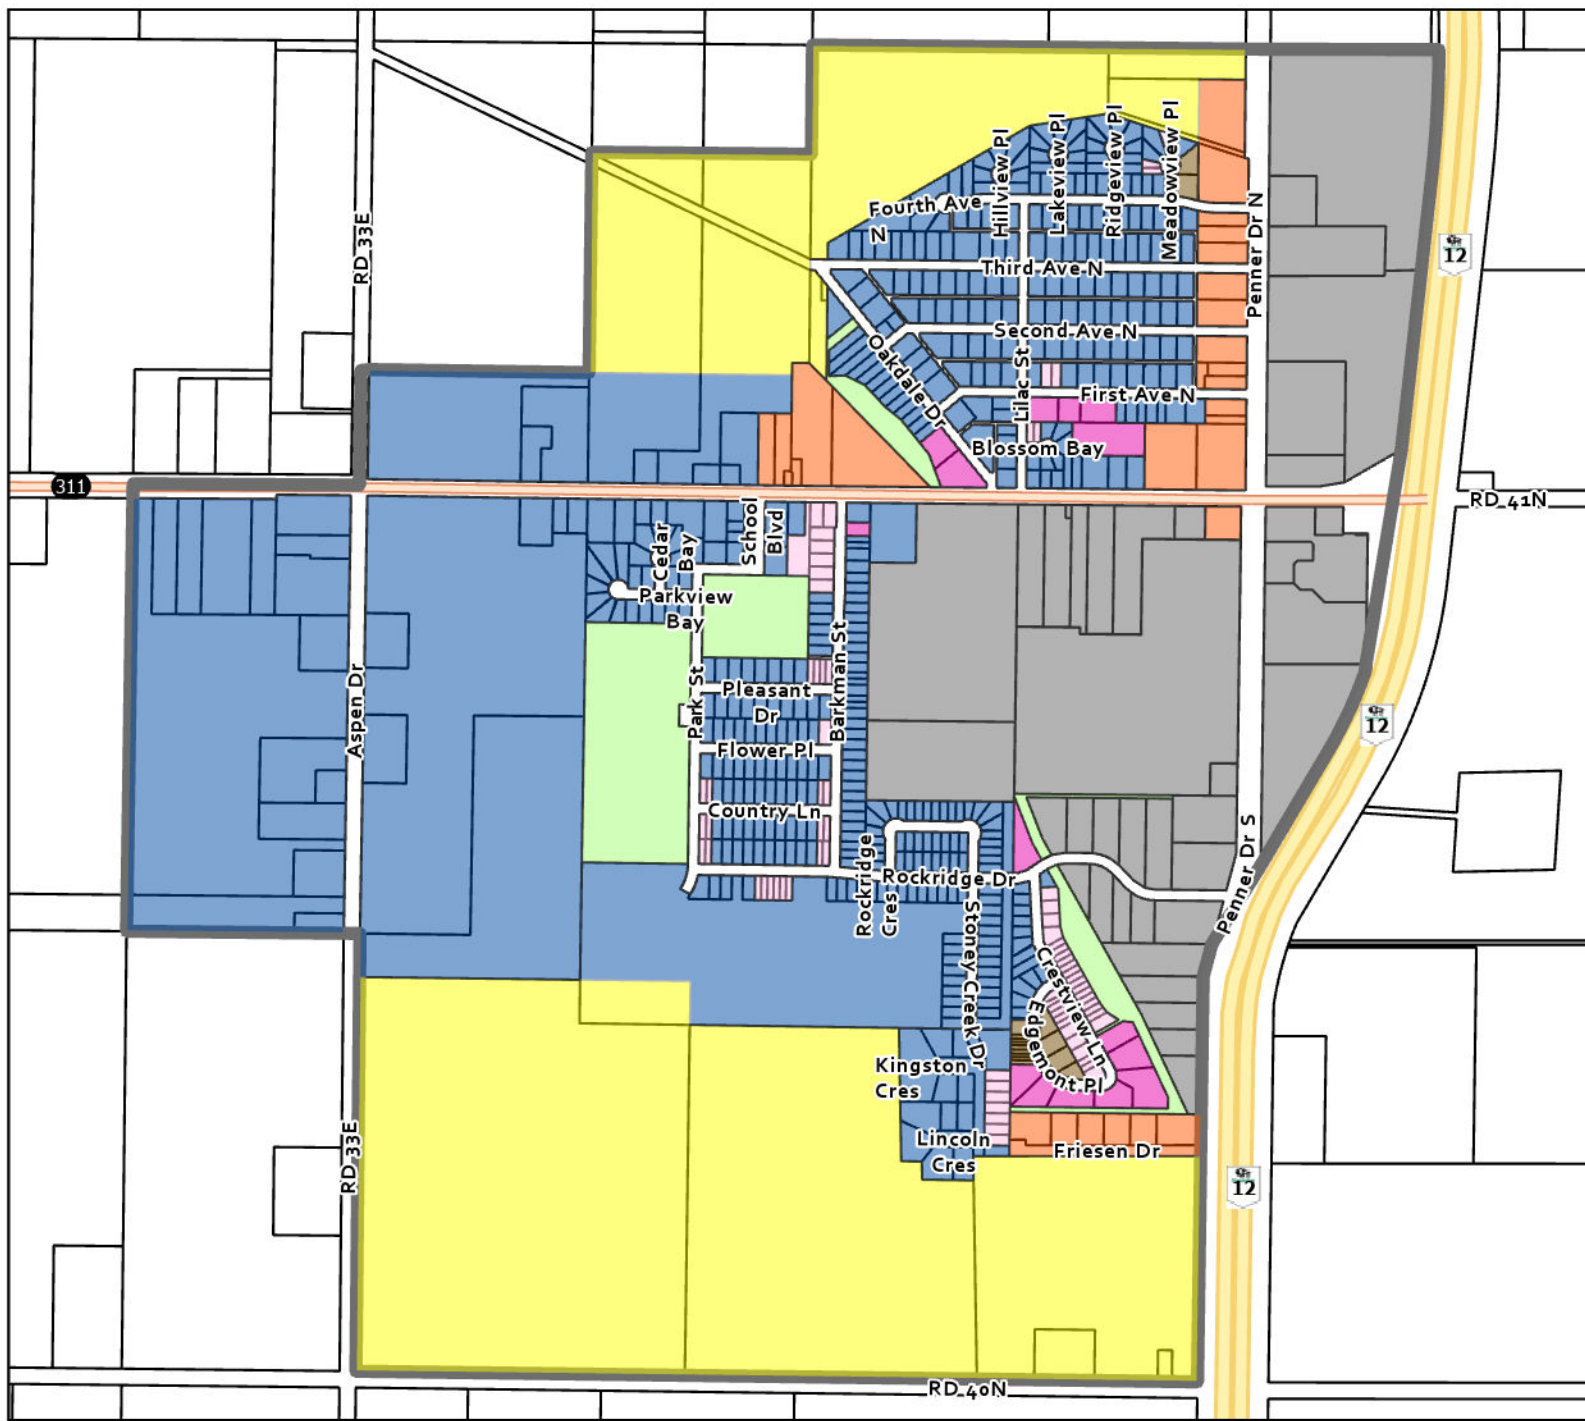 Hillview Pl
Lakeview Pl
Ridgeview Pl
Meadowview Pl
Fourth Ave
N
RD 33E
Penner Dr N
12
Third Ave N
Second Ave N
Oakdale Dr
Lilac St
First Ave N
Blossom Bay
311
RD 41N
School
Blvd
Cedar
Bay
Parkview
Bay
Barkman St
Park St
Pleasant
Dr
Aspen Dr
12
Flower Pl
Country Ln
Penner Dr S
Rockridge
Cres
Rockridge Dr
Stoney Creek Dr
Crestview Ln
Edgemont Pl
Kingston
Cres
Lincoln
Cres
Friesen Dr
RD 33E
12
RD 40N